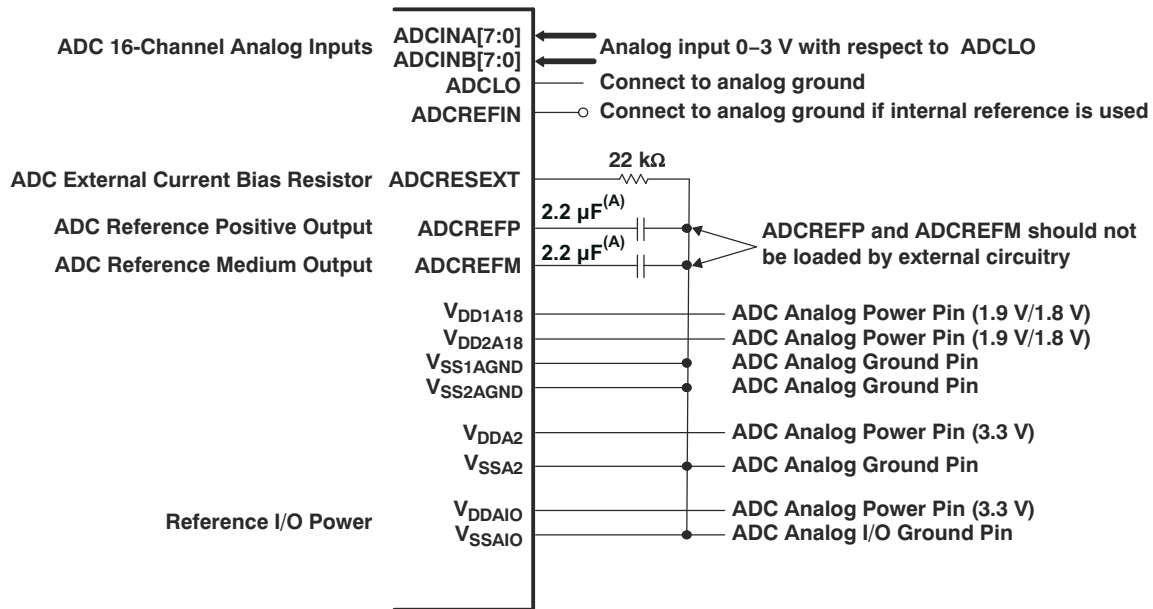 ADC 16-Channel Analog Inputs
ADCINA[7:0]
ADCINB[7:0]
Analog input 0–3 V with respect to ADCLO
ADCLO
Connect to analog ground
ADCREFIN
Connect to analog ground if internal reference is used
22 kΩ
ADC External Current Bias Resistor
ADCRESEXT
ADC Reference Positive Output
ADCREFP
2.2 µF(A)
ADC Reference Medium Output
ADCREFM
2.2 µF(A)
ADCREFP and ADCREFM should not
be loaded by external circuitry
VDD1A18
ADC Analog Power Pin (1.9 V/1.8 V)
VDD2A18
ADC Analog Power Pin (1.9 V/1.8 V)
VSS1AGND
ADC Analog Ground Pin
VSS2AGND
ADC Analog Ground Pin
VDDA2
ADC Analog Power Pin (3.3 V)
VSSA2
ADC Analog Ground Pin
Reference I/O Power
VDDAIO
ADC Analog Power Pin (3.3 V)
VSSAIO
ADC Analog I/O Ground Pin